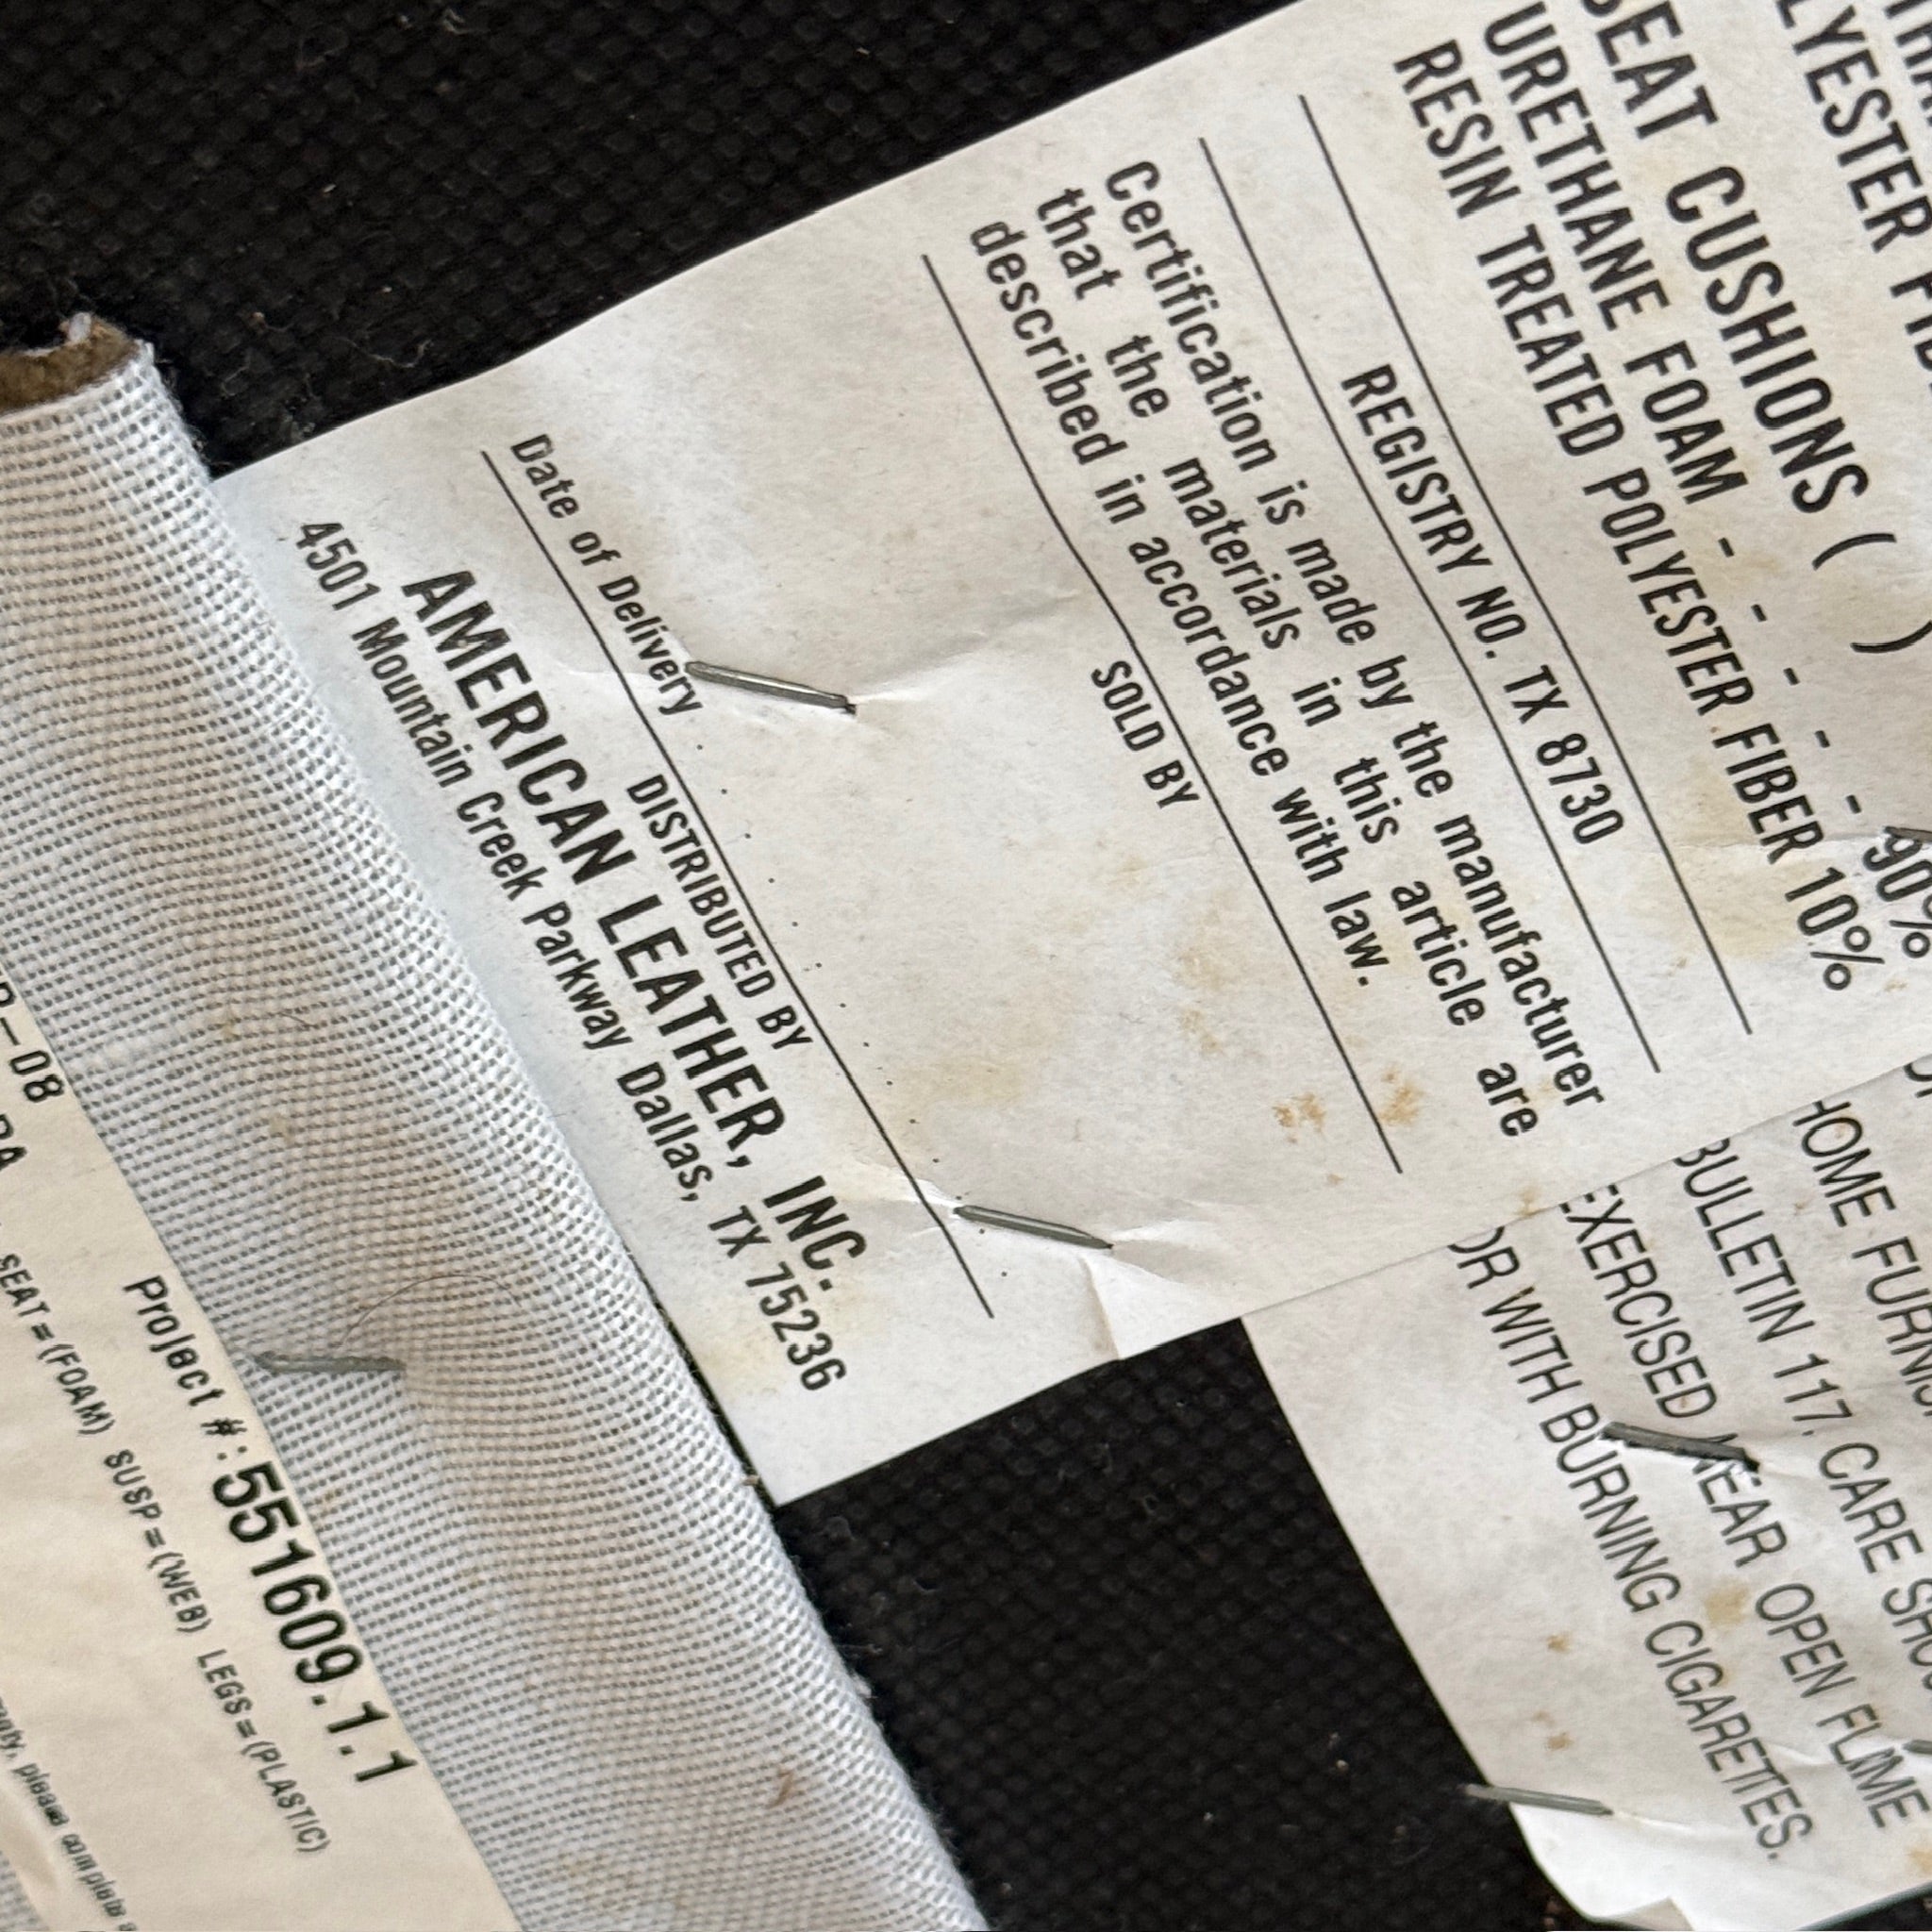 SEAT CUSHIONS ( )
URETHANE FOAM - - - - - 90%
RESIN TREATED POLYESTER FIBER 10%
REGISTRY NO. TX 8730
Certification is made by the manufacturer
that the materials in this article are
described in accordance with law.
SOLD BY
Date of Delivery
DISTRIBUTED BY
AMERICAN LEATHER, INC.
4501 Mountain Creek Parkway Dallas, TX 75236
HOME
BULLETIN 117. CARE
EXERCISED NEAR OPEN FLAME
OR WITH BURNING CIGARETTES.
Project #: 551609.1.1
SEAT=(FOAM) SUSP=(WEB) LEGS=(PLASTIC)
please complete